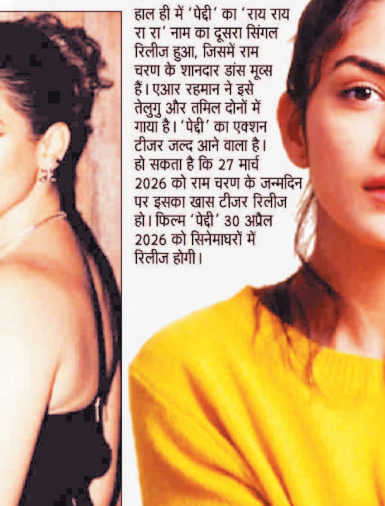 हाल ही में ‘पेद्दी’ का ‘राय राय
रा रा’ नाम का दूसरा सिंगल
रिलीज हुआ, जिसमें राम
चरण के शानदार डांस मूव्स
हैं। एआर रहमान ने इसे
तेलुगु और तमिल दोनों में
गाया है। ‘पेद्दी’ का एक्शन
टीजर जल्द आने वाला है।
हो सकता है कि 27 मार्च
2026 को राम चरण के जन्मदिन
पर इसका खास टीजर रिलीज
हो। फिल्म ‘पेद्दी’ 30 अप्रैल
2026 को सिनेमाघरों में
रिलीज होगी।